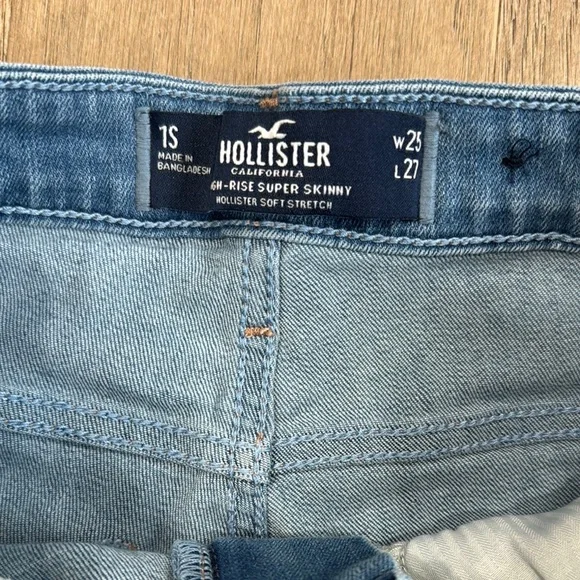 1S
MADE IN
BANGLADESH
HOLLISTER
CALIFORNIA
GH-RISE SUPER SKINNY
HOLLISTER SOFT STRETCH
W25
L27